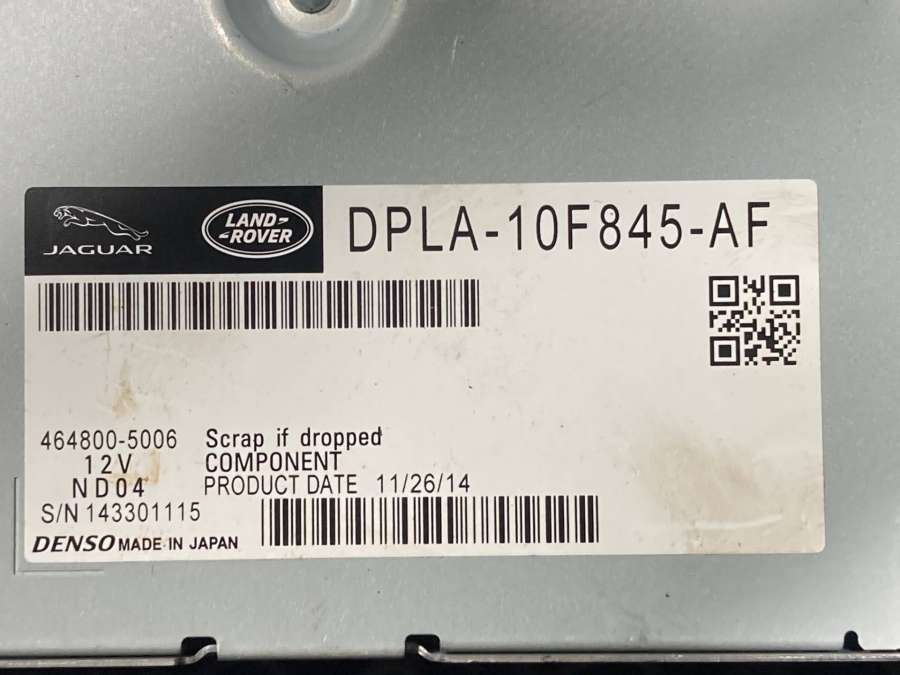 JAGUAR
LAND-
-ROVER
DPLA-10F845-AF
464800-5006 Scrap if dropped
12V COMPONENT
ND04 PRODUCT DATE 11/26/14
S/N 143301115
DENSO MADE IN JAPAN